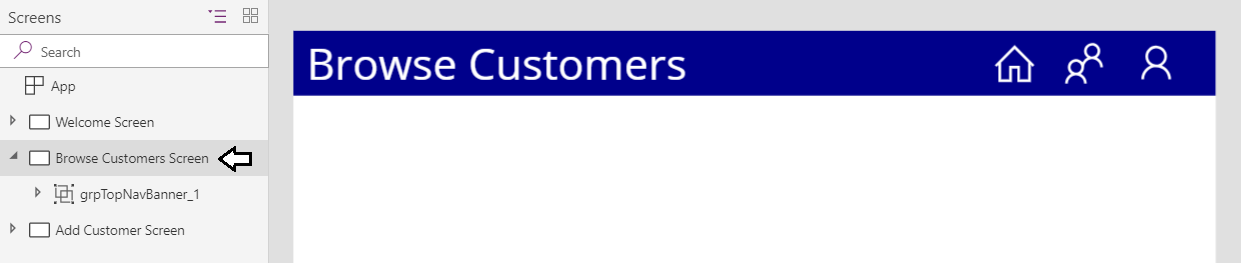 Screens
Search
App
Welcome Screen
Browse Customers Screen
grpTopNavBanner_1
Add Customer Screen
Browse Customers